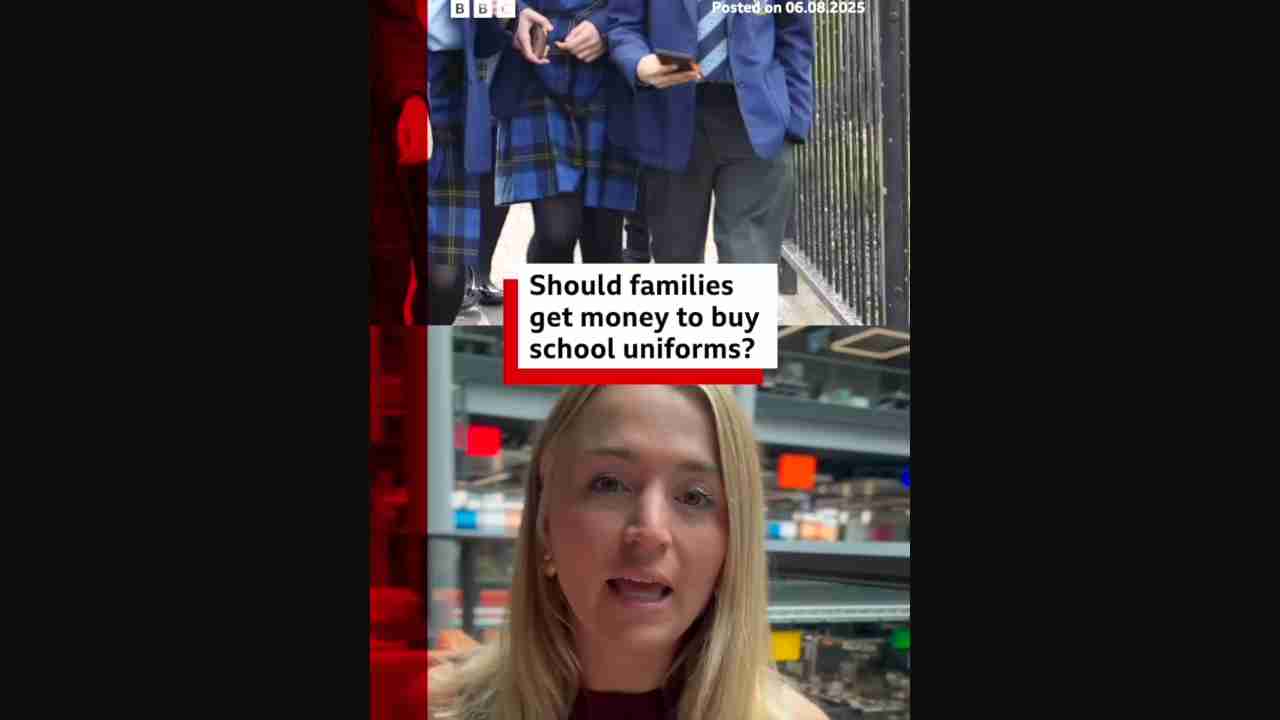 BBC
Posted on 06.08.2025
Should families
get money to buy
school uniforms?